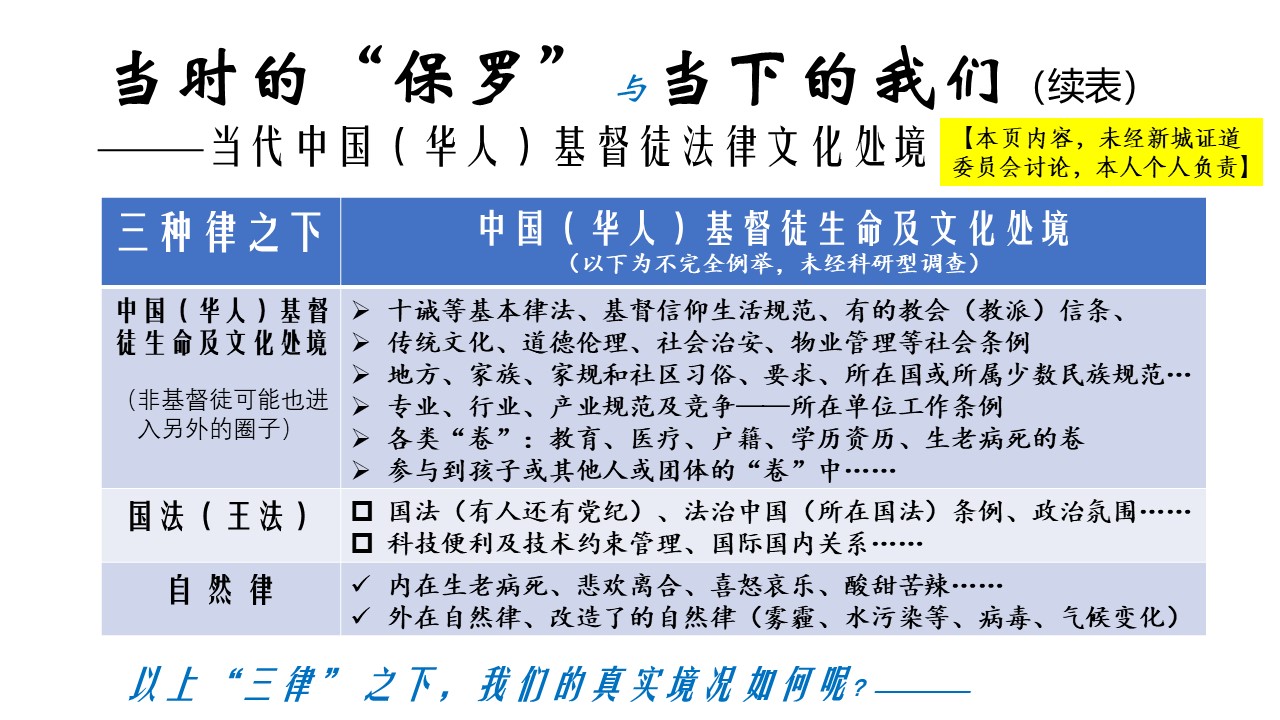 当时的“保罗” 与当下的我们（续表）
——当代中国（华人）基督徒法律文化处境
【本页内容，未经新城证道
委员会讨论，本人个人负责】
三种律之下
中国（华人）基督徒生命及文化处境
（以下为不完全例举，未经科研型调查）
中国（华人）基督
徒生命及文化处境
（非基督徒可能也进
入另外的圈子）
➢ 十诫等基本律法、基督信仰生活规范、有的教会（教派）信条、
➢ 传统文化、道德伦理、社会治安、物业管理等社会条例
➢ 地方、家族、家规和社区习俗、要求、所在国或所属少数民族规范…
➢ 专业、行业、产业规范及竞争——所在单位工作条例
➢ 各类“卷”：教育、医疗、户籍、学历资历、生老病死的卷
➢ 参与到孩子或其他人或团体的“卷”中……
国法（王法）
❑ 国法（有人还有党纪）、法治中国（所在国法）条例、政治氛围……
❑ 科技便利及技术约束管理、国际国内关系……
自然律
✓ 内在生老病死、悲欢离合、喜怒哀乐、酸甜苦辣……
✓ 外在自然律、改造了的自然律（雾霾、水污染等、病毒、气候变化）
以上“三律”之下，我们的真实境况如何呢？——